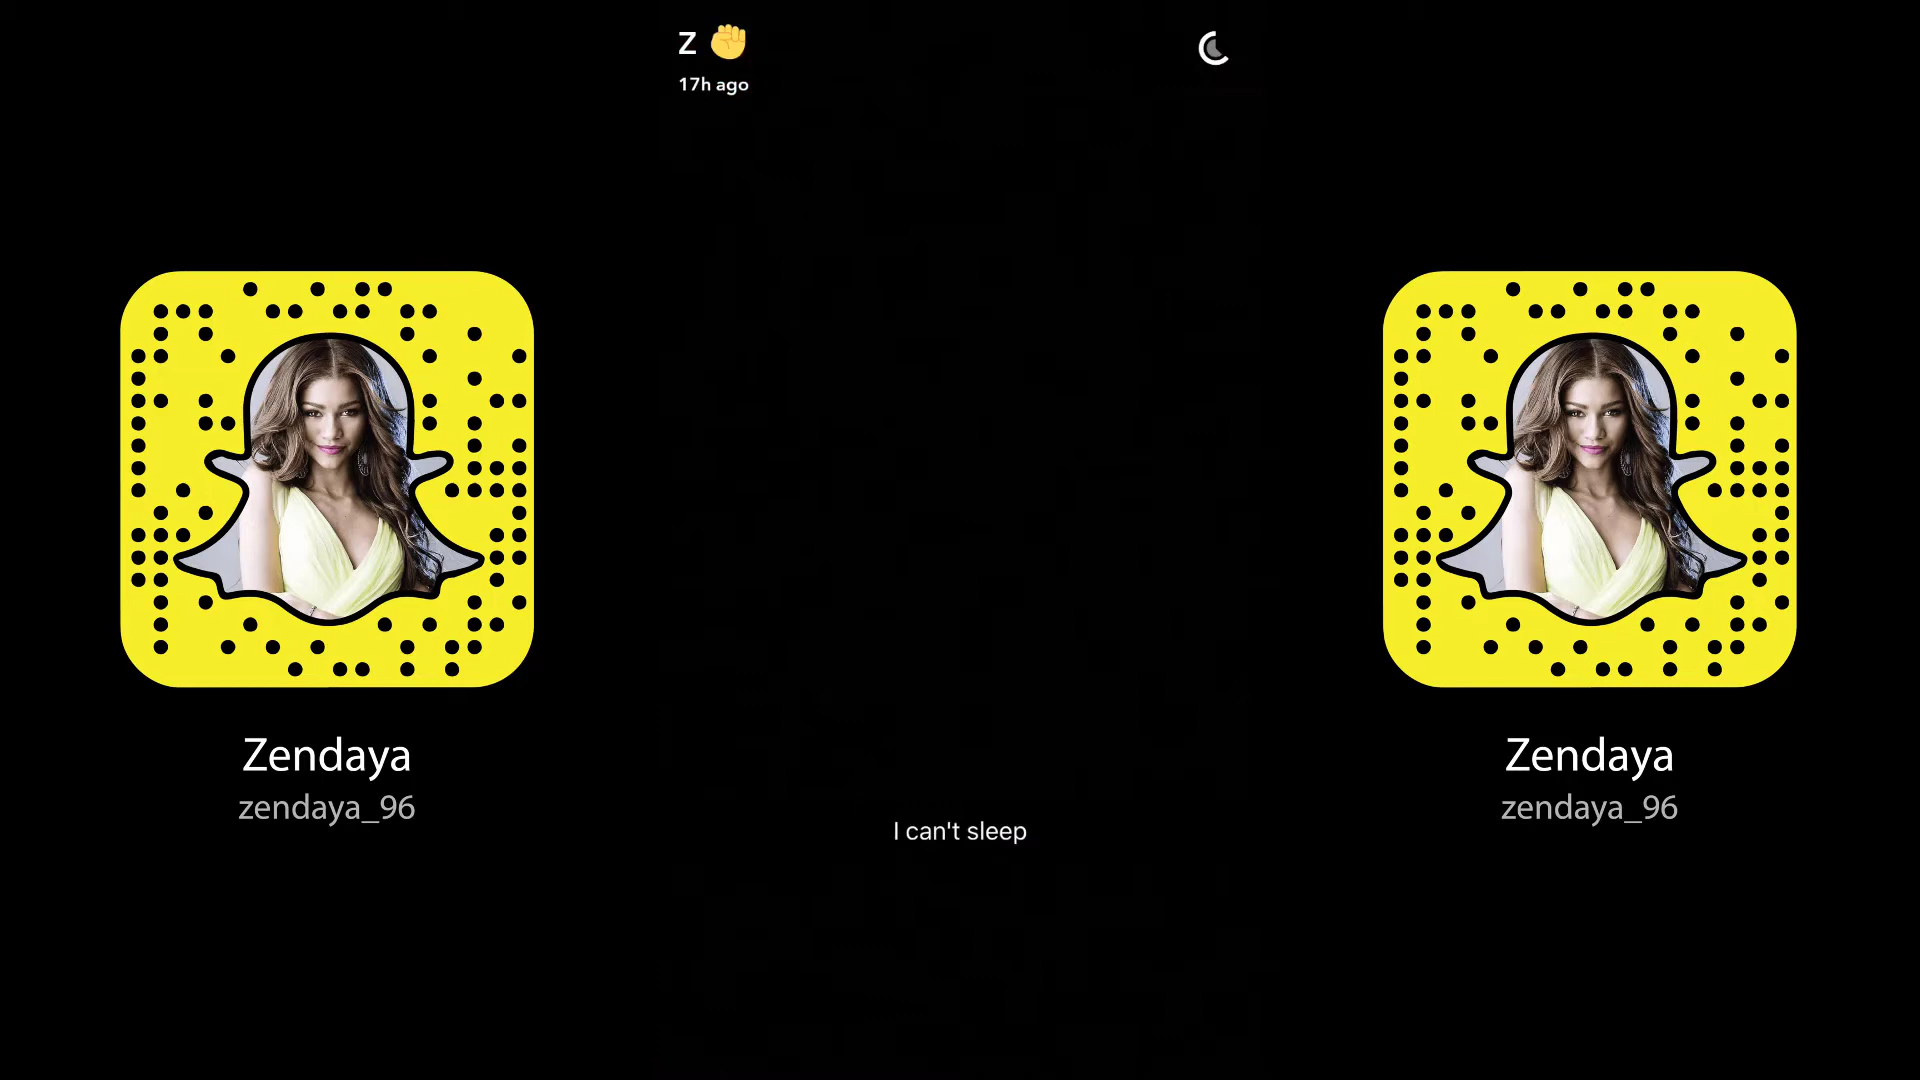 Z ✊
17h ago
Zendaya
zendaya_96
I can't sleep
Zendaya
zendaya_96